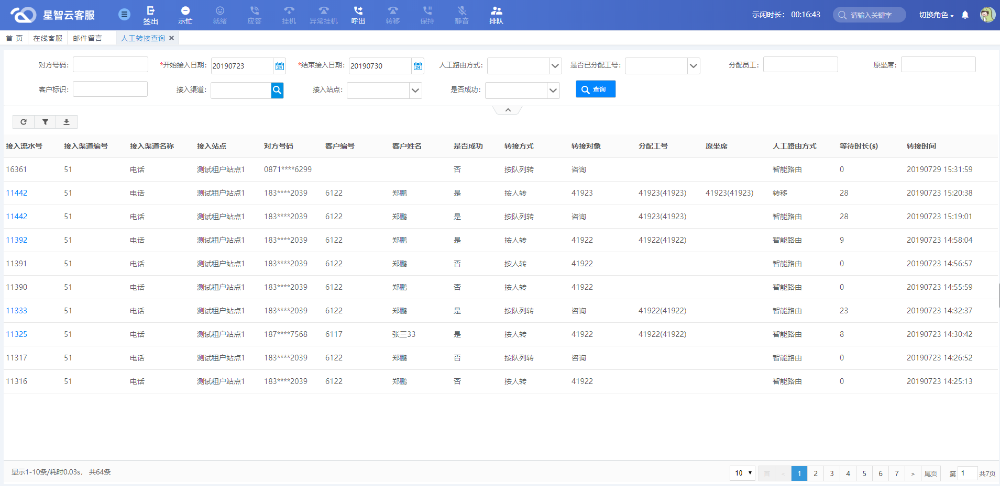 星智云客服 签出 示忙 就绪 应答 挂机 异常挂机 呼出 转移 保持 静音 排队 示闲时长： 00:16:43 请输入关键字 切换角色
首 页 在线客服 邮件留言 人工转接查询 ×
对方号码: *开始接入日期: 20190723 24 *结束接入日期: 20190730 24 人工路由方式: 是否已分配工号: 分配员工: 原坐席:
客户标识: 接入渠道: 接入站点: 是否成功: 查询
接入流水号 接入渠道编号 接入渠道名称 接入站点 对方号码 客户编号 客户姓名 是否成功 转接方式 转接对象 分配工号 原坐席 人工路由方式 等待时长(s) 转接时间
16361 51 电话 测试租户站点1 0871****6299 否 按队列转 咨询 智能路由 0 20190729 15:31:59
11442 51 电话 测试租户站点1 183****2039 6122 郑鹏 是 按人转 41923 41923(41923) 41923(41923) 转移 28 20190723 15:20:38
11442 51 电话 测试租户站点1 183****2039 6122 郑鹏 是 按队列转 咨询 41923(41923) 智能路由 28 20190723 15:19:01
11392 51 电话 测试租户站点1 183****2039 6122 郑鹏 是 按人转 41922 41922(41922) 智能路由 9 20190723 14:58:04
11391 51 电话 测试租户站点1 183****2039 6122 郑鹏 否 按人转 41922 智能路由 0 20190723 14:56:57
11390 51 电话 测试租户站点1 183****2039 6122 郑鹏 否 按人转 41922 智能路由 0 20190723 14:55:59
11333 51 电话 测试租户站点1 183****2039 6122 郑鹏 是 按队列转 咨询 41922(41922) 智能路由 23 20190723 14:32:37
11325 51 电话 测试租户站点1 187****7568 6117 张三33 是 按人转 41922 41922(41922) 智能路由 8 20190723 14:30:42
11317 51 电话 测试租户站点1 183****2039 6122 郑鹏 否 按队列转 咨询 智能路由 0 20190723 14:26:52
11316 51 电话 测试租户站点1 183****2039 6122 郑鹏 否 按人转 41922 智能路由 0 20190723 14:25:13
显示1-10条/耗时0.03s， 共64条 10 首 < 1 2 3 4 5 6 7 > 尾页 第 1 共7页